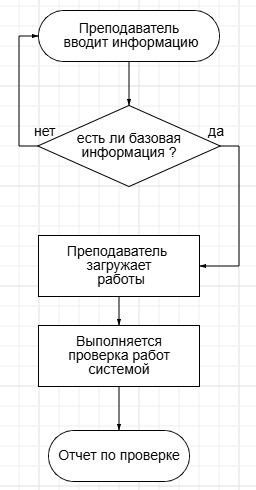 Преподаватель
вводит информацию
нет
да
есть ли базовая
информация ?
Преподаватель
загружает
работы
Выполняется
проверка работ
системой
Отчет по проверке